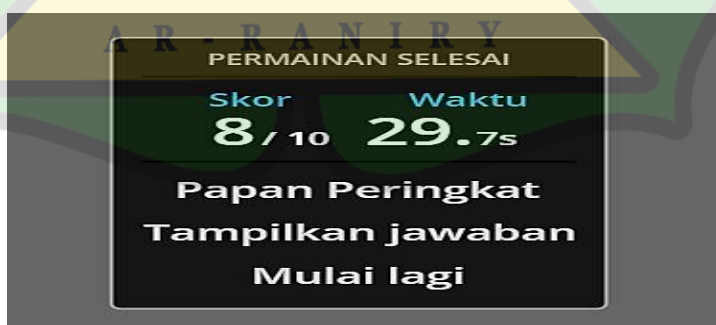 AR-RANIRY
PERMAINAN SELESAI
Skor Waktu
8/ 10 29.7s
Papan Peringkat
Tampilkan jawaban
Mulai lagi